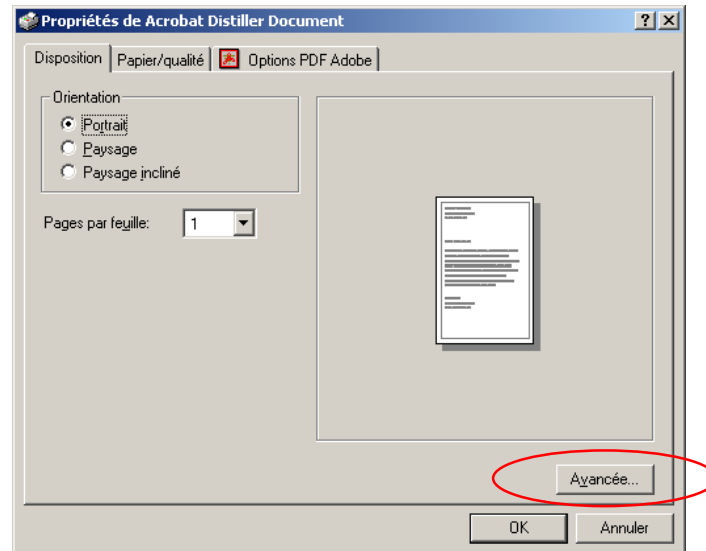 Propriétés de Acrobat Distiller Document
Disposition Papier/qualité Options PDF Adobe
Orientation
Portrait
Paysage
Paysage incliné
Pages par feuille: 1
Avancée...
OK Annuler